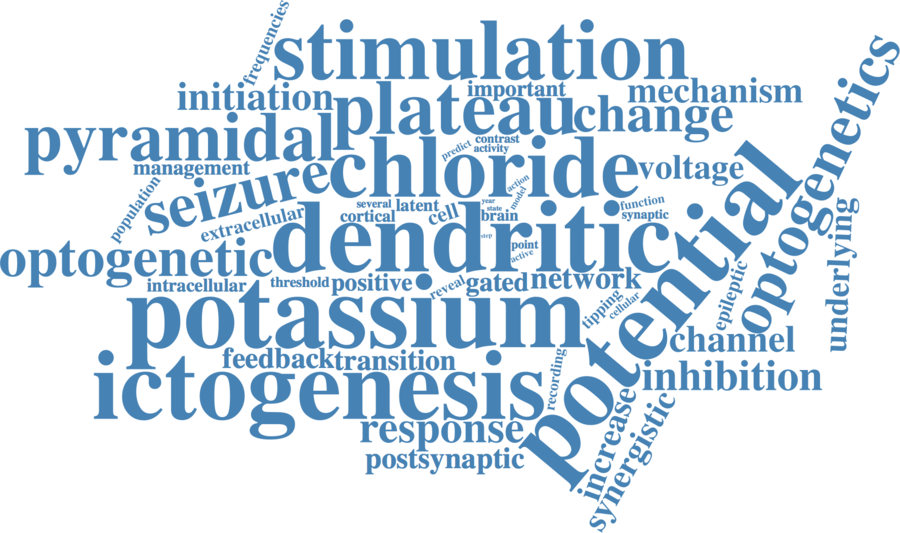 frequencies
stimulation
important
mechanism
initiation
plateau
change
optogenetics
pyramidal
contrast
predict
activity
management
chloride
voltage
seizure
action
model
population
several
latent
year
state
function
extracellular
cortical
cell
brain
synaptic
potential
dendritic
step
point
active
optogenetic
underlying
intracellular
threshold
positive
reveal
gated
network
epileptic
potassium
tipping
cellular
channel
feedback
transition
recording
inhibition
ictogenesis
increase
response
synergistic
postsynaptic